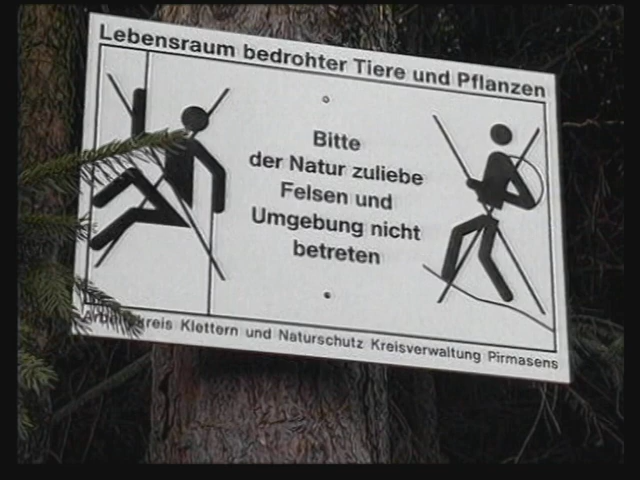 Lebensraum bedrohter Tiere und Pflanzen
Bitte
der Natur zuliebe
Felsen und
Umgebung nicht
betreten
Arbeitskreis Klettern und Naturschutz Kreisverwaltung Pirmasens